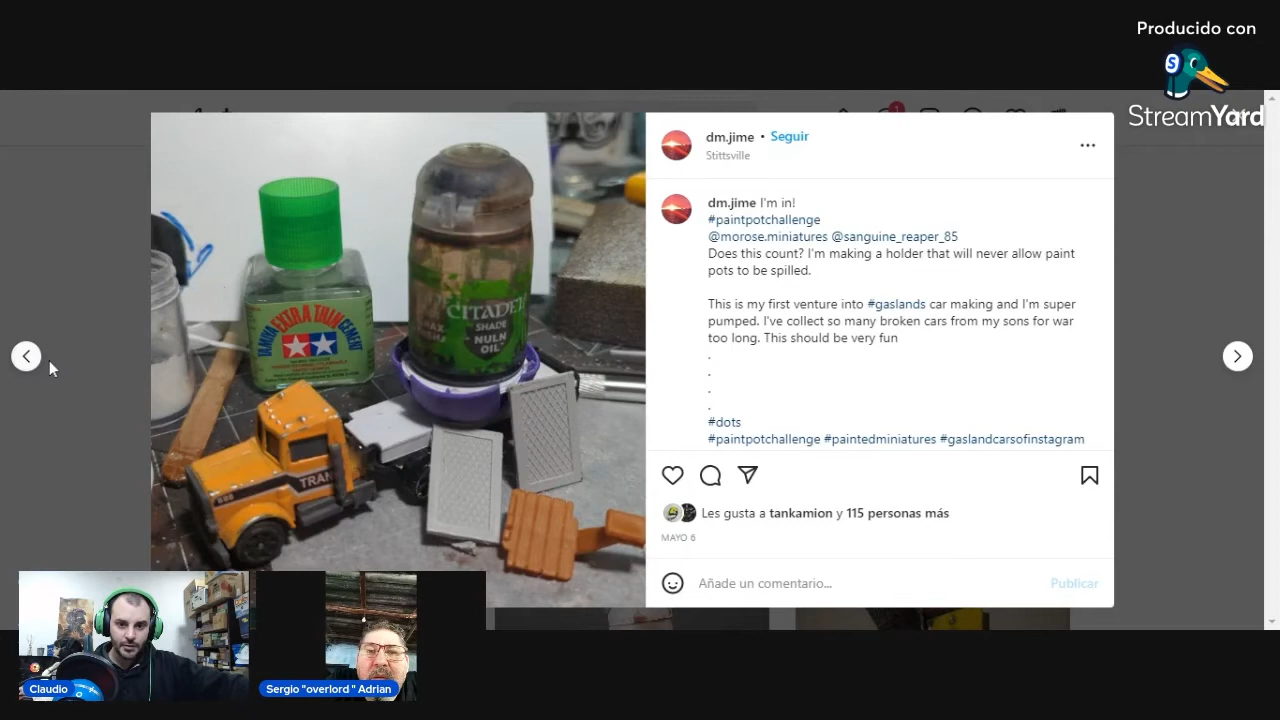 Producido con
StreamYard
dm.jime • Seguir
Stittsville
dm.jime I'm in!
#paintpotchallenge
@morose.miniatures @sanguine_reaper_85
Does this count? I'm making a holder that will never allow paint
pots to be spilled.
This is my first venture into #gaslands car making and I'm super
pumped. I've collect so many broken cars from my sons for war
too long. This should be very fun
.
.
.
.
#dots
#paintpotchallenge #paintedminiatures #gaslandcarsofinstagram
Les gusta a tankamion y 115 personas más
MAYO 6
Añade un comentario...
Publicar
TAMIYA EXTRA THIN CEMENT
CITADEL
SHADE
NULN
OIL
TRAN
Claudio
Sergio "overlord" Adrian